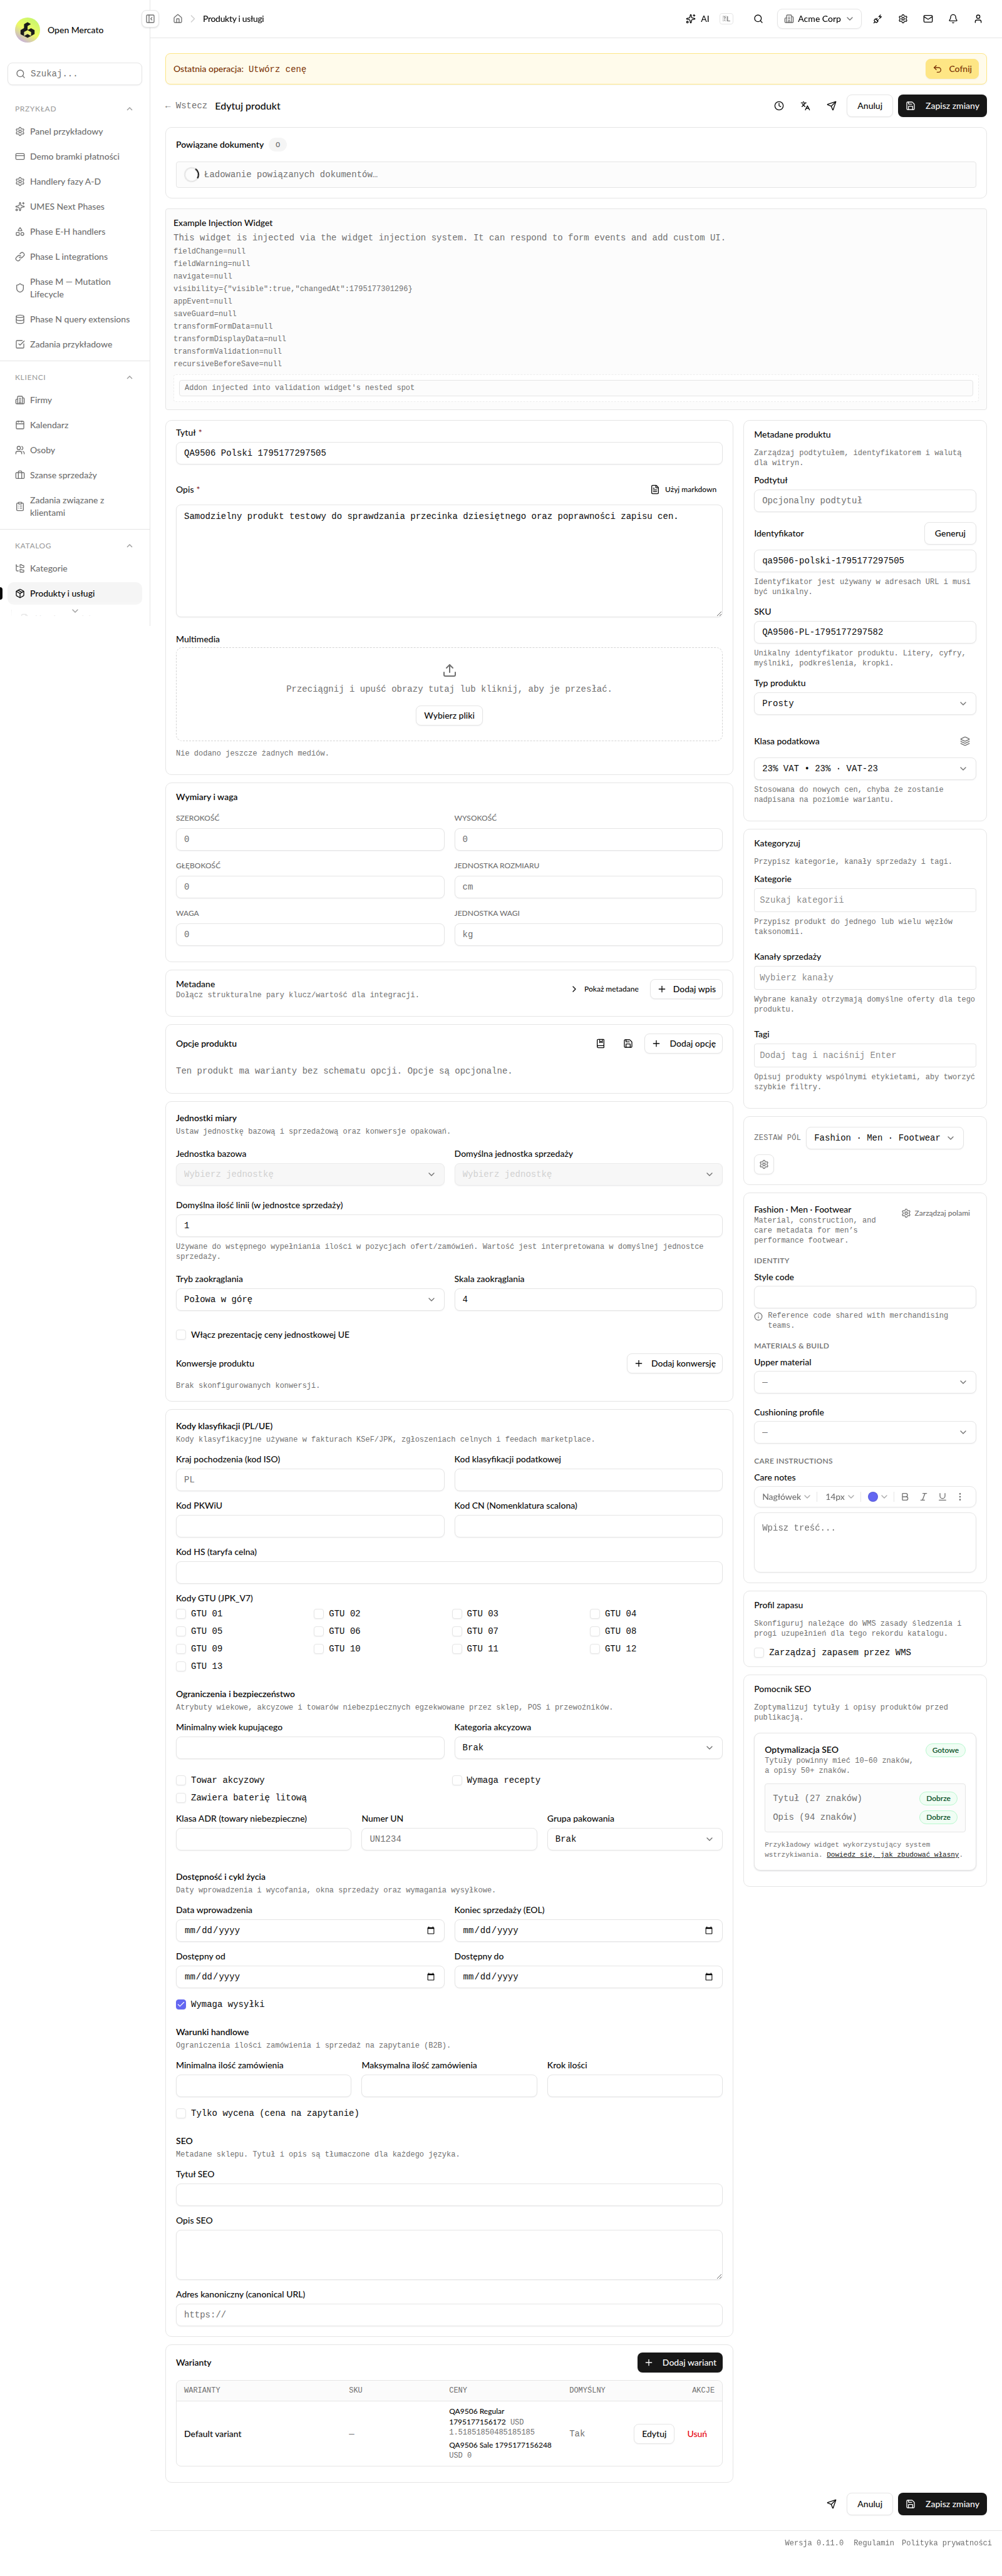 Open Mercato
Szukaj...
PRZYKŁAD
Panel przykładowy
Demo bramki płatności
Handlery fazy A-D
UMES Next Phases
Phase E-H handlers
Phase L integrations
Phase M — Mutation
Lifecycle
Phase N query extensions
Zadania przykładowe
KLIENCI
Firmy
Kalendarz
Osoby
Szanse sprzedaży
Zadania związane z
klientami
KATALOG
Kategorie
Produkty i usługi
Produkty i usługi
AI
Acme Corp
Ostatnia operacja: Utwórz cenę
Cofnij
← Wstecz Edytuj produkt
Anuluj
Zapisz zmiany
Powiązane dokumenty 0
Ładowanie powiązanych dokumentów…
Example Injection Widget
This widget is injected via the widget injection system. It can respond to form events and add custom UI.
fieldChange=null
fieldWarning=null
navigate=null
visibility={"visible":true,"changedAt":1795177301296}
appEvent=null
saveGuard=null
transformFormData=null
transformDisplayData=null
transformValidation=null
recursiveBeforeSave=null
Addon injected into validation widget's nested spot
Tytuł *
QA9506 Polski 1795177297505
Opis *
Użyj markdown
Samodzielny produkt testowy do sprawdzania przecinka dziesiętnego oraz poprawności zapisu cen.
Multimedia
Przeciągnij i upuść obrazy tutaj lub kliknij, aby je przesłać.
Wybierz pliki
Nie dodano jeszcze żadnych mediów.
Wymiary i waga
SZEROKOŚĆ
WYSOKOŚĆ
0
0
GŁĘBOKOŚĆ
JEDNOSTKA ROZMIARU
0
cm
WAGA
JEDNOSTKA WAGI
0
kg
Metadane
Dołącz strukturalne pary klucz/wartość dla integracji.
Pokaż metadane
Dodaj wpis
Opcje produktu
Dodaj opcję
Ten produkt ma warianty bez schematu opcji. Opcje są opcjonalne.
Jednostki miary
Ustaw jednostkę bazową i sprzedażową oraz konwersje opakowań.
Jednostka bazowa
Domyślna jednostka sprzedaży
Wybierz jednostkę
Wybierz jednostkę
Domyślna ilość linii (w jednostce sprzedaży)
1
Używane do wstępnego wypełniania ilości w pozycjach ofert/zamówień. Wartość jest interpretowana w domyślnej jednostce
sprzedaży.
Tryb zaokrąglania
Skala zaokrąglania
Połowa w górę
4
Włącz prezentację ceny jednostkowej UE
Konwersje produktu
Dodaj konwersję
Brak skonfigurowanych konwersji.
Kody klasyfikacji (PL/UE)
Kody klasyfikacyjne używane w fakturach KSeF/JPK, zgłoszeniach celnych i feedach marketplace.
Kraj pochodzenia (kod ISO)
Kod klasyfikacji podatkowej
PL
Kod PKWiU
Kod CN (Nomenklatura scalona)
Kod HS (taryfa celna)
Kody GTU (JPK_V7)
GTU 01
GTU 02
GTU 03
GTU 04
GTU 05
GTU 06
GTU 07
GTU 08
GTU 09
GTU 10
GTU 11
GTU 12
GTU 13
Ograniczenia i bezpieczeństwo
Atrybuty wiekowe, akcyzowe i towarów niebezpiecznych egzekwowane przez sklep, POS i przewoźników.
Minimalny wiek kupującego
Kategoria akcyzowa
Brak
Towar akcyzowy
Wymaga recepty
Zawiera baterię litową
Klasa ADR (towary niebezpieczne)
Numer UN
Grupa pakowania
UN1234
Brak
Dostępność i cykl życia
Daty wprowadzenia i wycofania, okna sprzedaży oraz wymagania wysyłkowe.
Data wprowadzenia
Koniec sprzedaży (EOL)
mm/dd/yyyy
mm/dd/yyyy
Dostępny od
Dostępny do
mm/dd/yyyy
mm/dd/yyyy
Wymaga wysyłki
Warunki handlowe
Ograniczenia ilości zamówienia i sprzedaż na zapytanie (B2B).
Minimalna ilość zamówienia
Maksymalna ilość zamówienia
Krok ilości
Tylko wycena (cena na zapytanie)
SEO
Metadane sklepu. Tytuł i opis są tłumaczone dla każdego języka.
Tytuł SEO
Opis SEO
Adres kanoniczny (canonical URL)
https://
Warianty
Dodaj wariant
WARIANTY
SKU
CENY
DOMYŚLNY
AKCJE
Default variant
—
QA9506 Regular
1795177156172 USD
1.51851850485185185
QA9506 Sale 1795177156248
USD 0
Tak
Edytuj
Usuń
Metadane produktu
Zarządzaj podtytułem, identyfikatorem i walutą
dla witryn.
Podtytuł
Opcjonalny podtytuł
Identyfikator
Generuj
qa9506-polski-1795177297505
Identyfikator jest używany w adresach URL i musi
być unikalny.
SKU
QA9506-PL-1795177297582
Unikalny identyfikator produktu. Litery, cyfry,
myślniki, podkreślenia, kropki.
Typ produktu
Prosty
Klasa podatkowa
23% VAT • 23% · VAT-23
Stosowana do nowych cen, chyba że zostanie
nadpisana na poziomie wariantu.
Kategoryzuj
Przypisz kategorie, kanały sprzedaży i tagi.
Kategorie
Szukaj kategorii
Przypisz produkt do jednego lub wielu węzłów
taksonomii.
Kanały sprzedaży
Wybierz kanały
Wybrane kanały otrzymają domyślne oferty dla tego
produktu.
Tagi
Dodaj tag i naciśnij Enter
Opisuj produkty wspólnymi etykietami, aby tworzyć
szybkie filtry.
ZESTAW PÓL
Fashion · Men · Footwear
Fashion · Men · Footwear
Zarządzaj polami
Material, construction, and
care metadata for men's
performance footwear.
IDENTITY
Style code
Reference code shared with merchandising
teams.
MATERIALS & BUILD
Upper material
—
Cushioning profile
—
CARE INSTRUCTIONS
Care notes
Nagłówek
14px
B I U
Wpisz treść...
Profil zapasu
Skonfiguruj należące do WMS zasady śledzenia i
progi uzupełnień dla tego rekordu katalogu.
Zarządzaj zapasem przez WMS
Pomocnik SEO
Zoptymalizuj tytuły i opisy produktów przed
publikacją.
Optymalizacja SEO
Gotowe
Tytuły powinny mieć 10–60 znaków,
a opisy 50+ znaków.
Tytuł (27 znaków)
Dobrze
Opis (94 znaków)
Dobrze
Przykładowy widget wykorzystujący system
wstrzykiwania. Dowiedz się, jak zbudować własny.
Anuluj
Zapisz zmiany
Wersja 0.11.0
Regulamin
Polityka prywatności